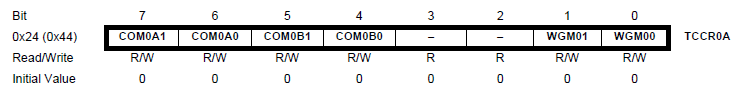 Bit 7 6 5 4 3 2 1 0
0x24 (0x44) COM0A1 COM0A0 COM0B1 COM0B0 – – WGM01 WGM00 TCCR0A
Read/Write R/W R/W R/W R/W R R R/W R/W
Initial Value 0 0 0 0 0 0 0 0